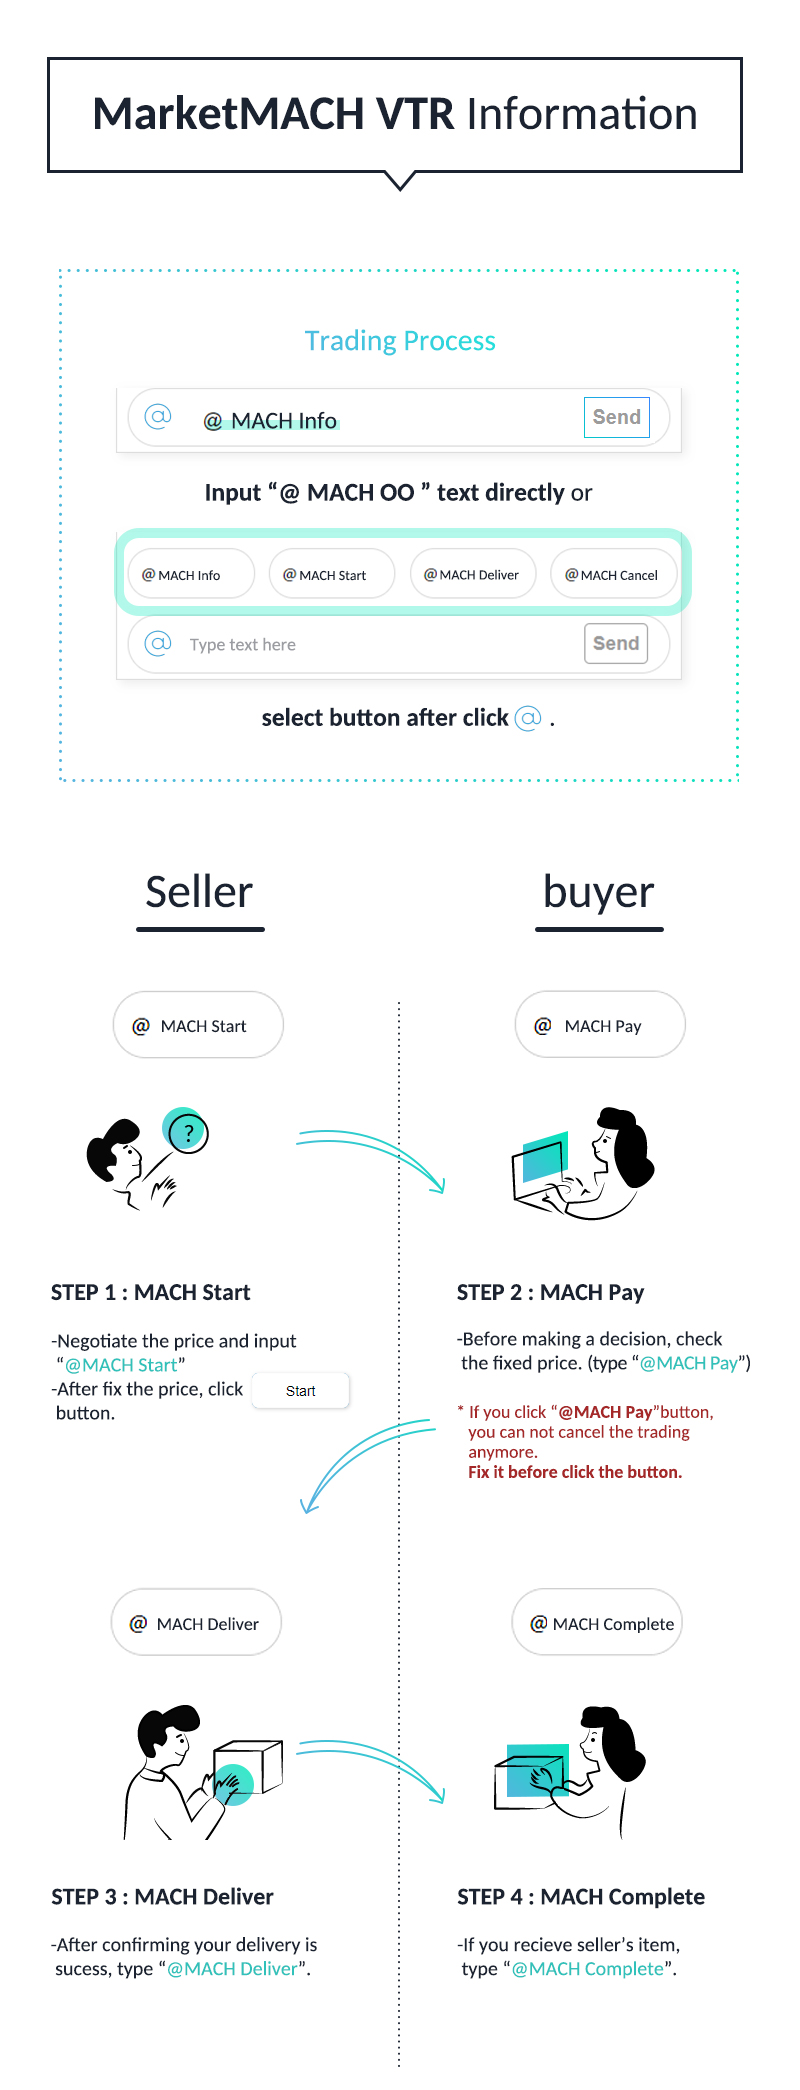 MarketMACH VTR Information
Trading Process
@ @ MACH Info Send
Input “@ MACH OO ” text directly or
@ MACH Info @ MACH Start @ MACH Deliver @ MACH Cancel
@ Type text here Send
select button after click @ .
Seller
buyer
@ MACH Start
@ MACH Pay
?
STEP 1 : MACH Start
-Negotiate the price and input
“@MACH Start”
-After fix the price, click Start
button.
STEP 2 : MACH Pay
-Before making a decision, check
the fixed price. (type “@MACH Pay”)
* If you click “@MACH Pay”button,
you can not cancel the trading
anymore.
Fix it before click the button.
@ MACH Deliver
@ MACH Complete
STEP 3 : MACH Deliver
-After confirming your delivery is
sucess, type “@MACH Deliver”.
STEP 4 : MACH Complete
-If you recieve seller’s item,
type “@MACH Complete”.